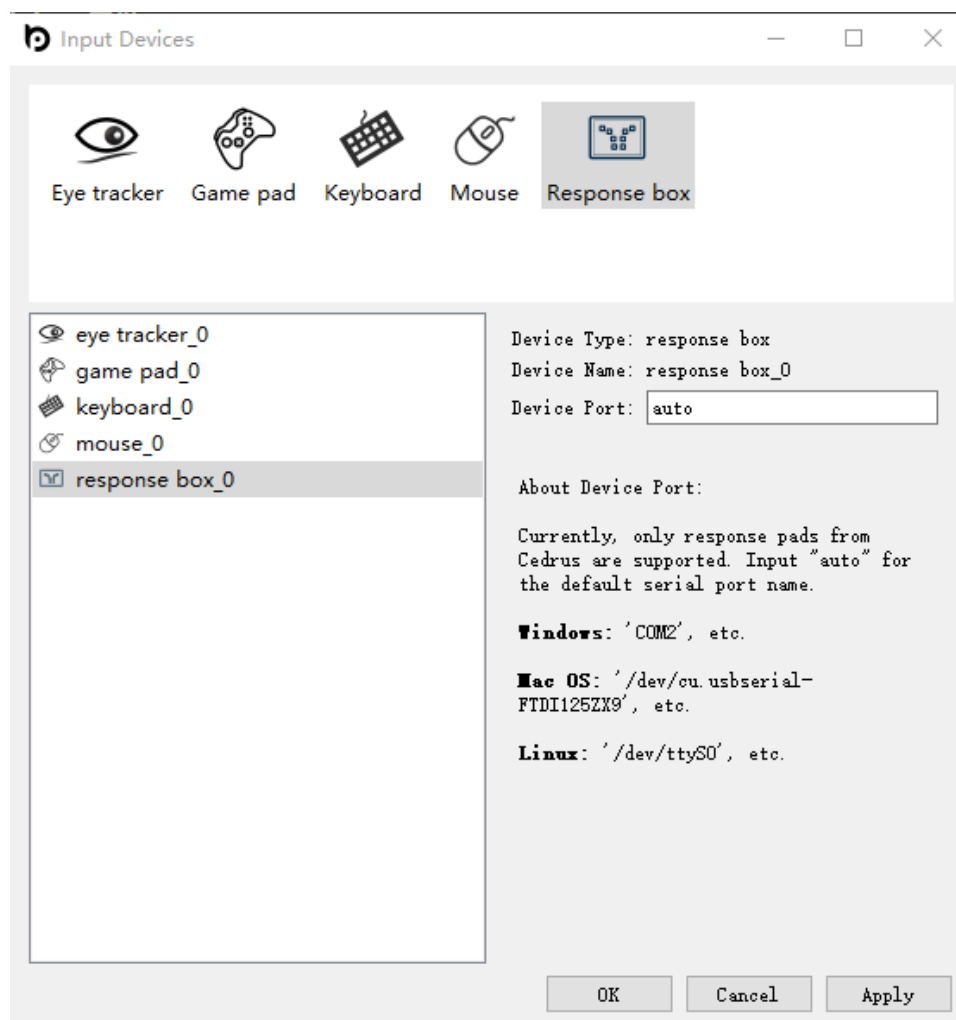 Input Devices
Eye tracker Game pad Keyboard Mouse Response box
eye tracker_0
game pad_0
keyboard_0
mouse_0
response box_0
Device Type: response box
Device Name: response box_0
Device Port: auto
About Device Port:
Currently, only response pads from
Cedrus are supported. Input "auto" for
the default serial port name.
Windows: 'COM2', etc.
Mac OS: '/dev/cu.usbserial-
FTDI125ZX9', etc.
Linux: '/dev/ttyS0', etc.
OK Cancel Apply